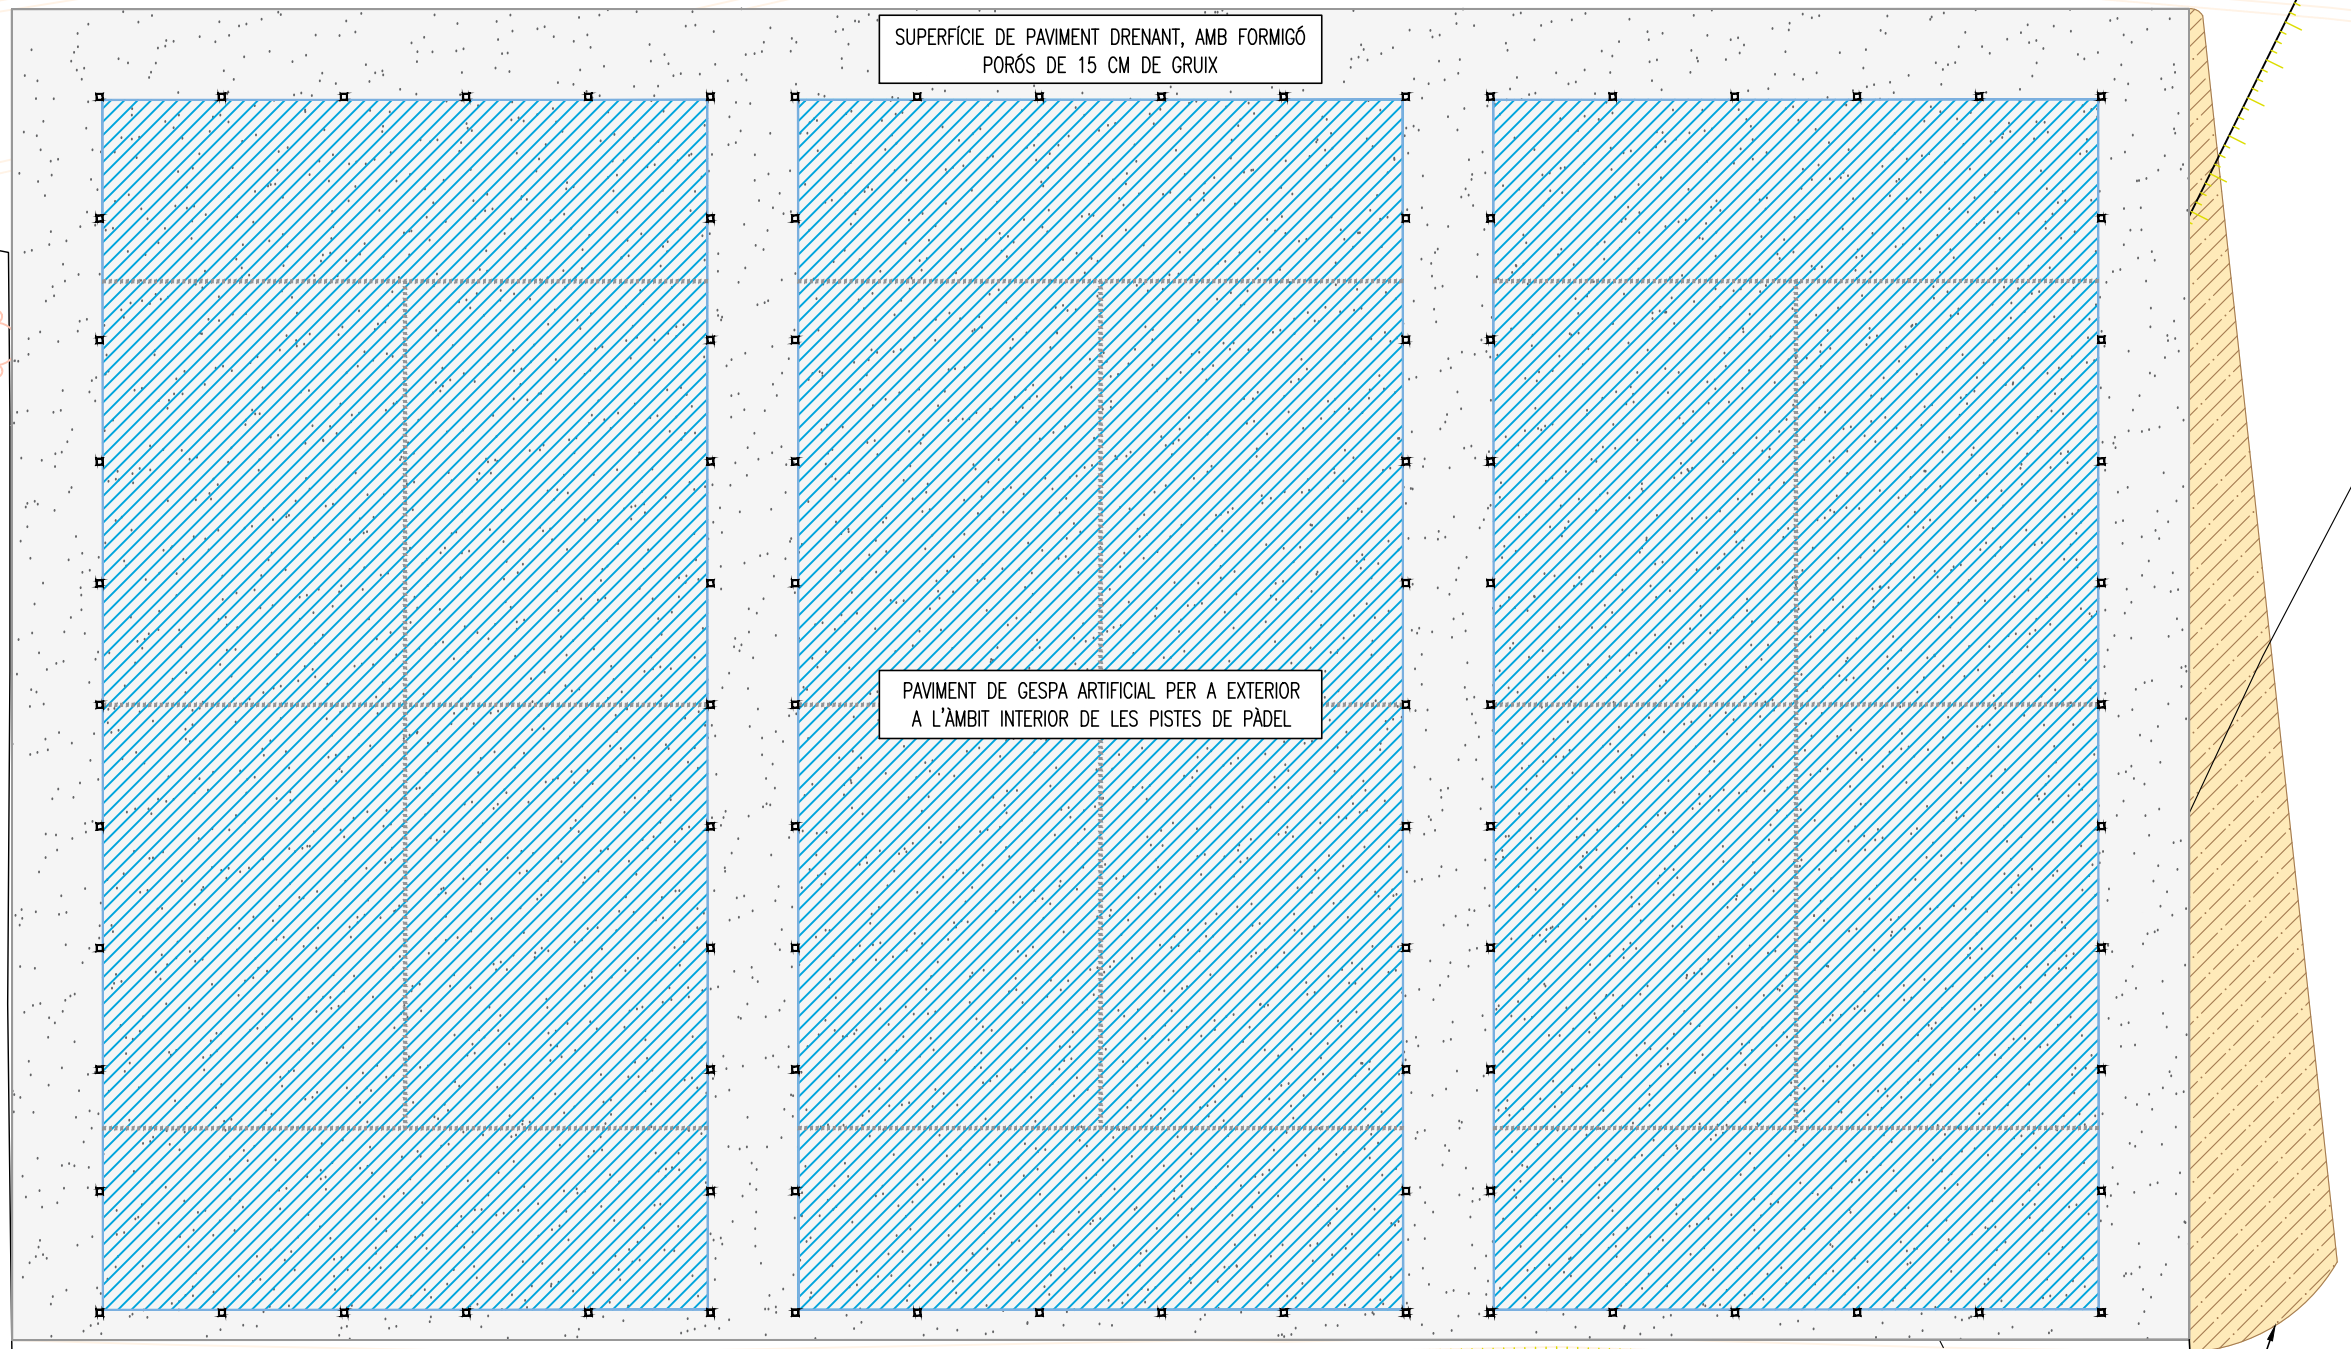 SUPERFÍCIE DE PAVIMENT DRENANT, AMB FORMIGÓ
PORÓS DE 15 CM DE GRUIX
PAVIMENT DE GESPA ARTIFICIAL PER A EXTERIOR
A L'ÀMBIT INTERIOR DE LES PISTES DE PÀDEL